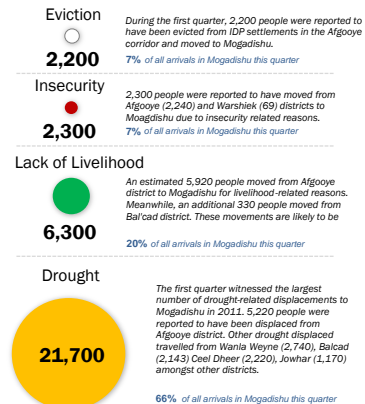 Eviction
During the first quarter, 2,200 people were reported to
have been evicted from IDP settlements in the Afgooye
corridor and moved to Mogadishu.
2,200
7% of all arrivals in Mogadishu this quarter
Insecurity
2,300 people were reported to have moved from
Afgooye (2,240) and Warshiek (69) districts to
Moagdishu due to insecurity related reasons.
2,300
7% of all arrivals in Mogadishu this quarter
Lack of Livelihood
An estimated 5,920 people moved from Afgooye
district to Mogadishu for livelihood-related reasons.
Meanwhile, an additional 330 people moved from
Bal'cad district. These movements are likely to be
6,300
20% of all arrivals in Mogadishu this quarter
Drought
The first quarter witnessed the largest
number of drought-related displacements to
Mogadishu in 2011. 5,220 people were
reported to have been displaced from
Afgooye district. Other drought displaced
travelled from Wanla Weyne (2,740), Balcad
(2,143) Ceel Dheer (2,220), Jowhar (1,170)
amongst other districts.
21,700
66% of all arrivals in Mogadishu this quarter